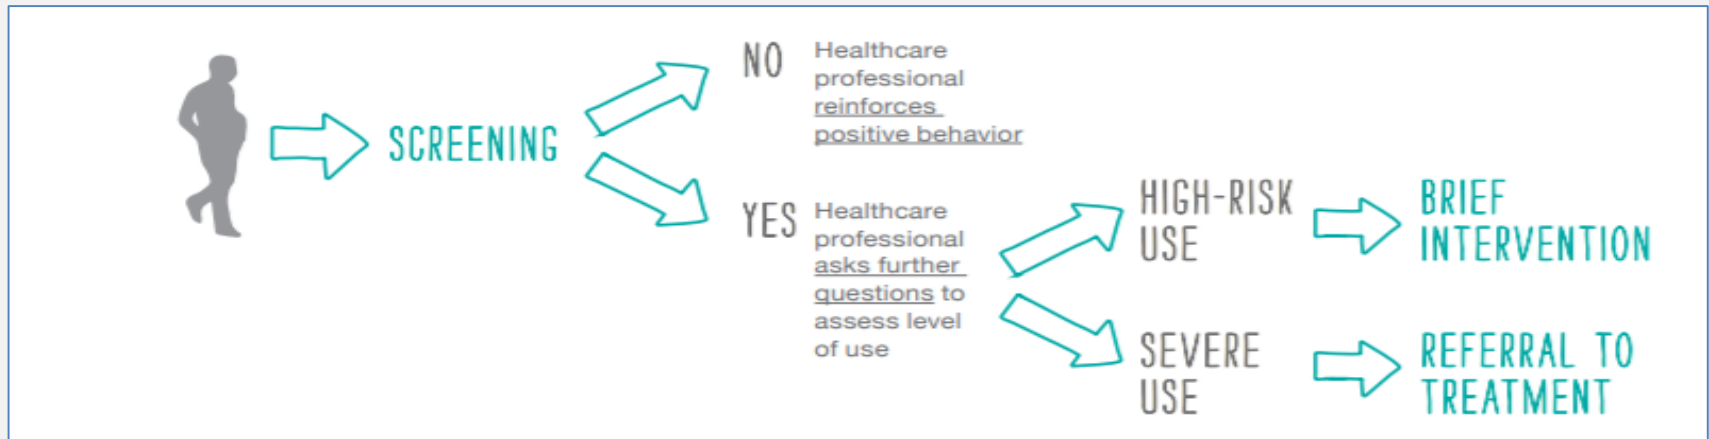 SCREENING
NO
Healthcare
professional
reinforces
positive behavior
YES
Healthcare
professional
asks further
questions to
assess level
of use
HIGH-RISK
USE
BRIEF
INTERVENTION
SEVERE
USE
REFERRAL TO
TREATMENT